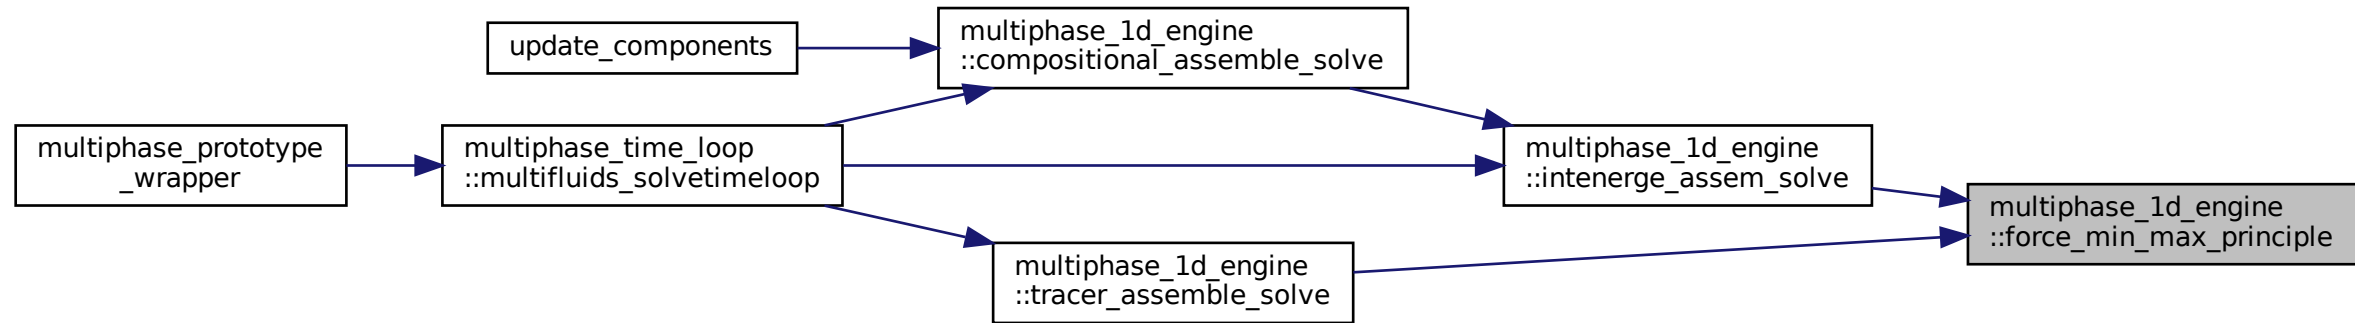 update_components
multiphase_1d_engine
::compositional_assemble_solve
multiphase_prototype
_wrapper
multiphase_time_loop
::multifluids_solvetimeloop
multiphase_1d_engine
::intenerge_assem_solve
multiphase_1d_engine
::force_min_max_principle
multiphase_1d_engine
::tracer_assemble_solve